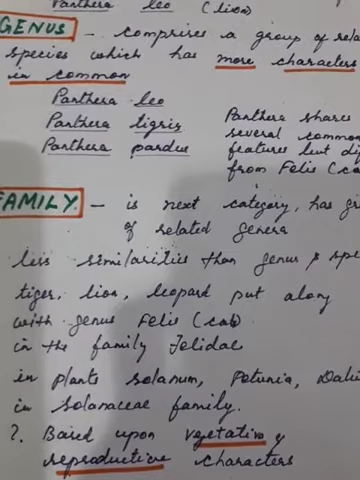 Panthera leo (lion)
GENUS - comprises a group of rela
species which has more characters
in common
Panthera leo
Panthera tigris
Panthera pardus
Panthera shares
several common
features but dif
from Felis (ca
FAMILY - is next category, has gr
of related genera
less similarities than genus & spe
tiger, lion, leopard put along
with genus Felis (cab)
in the family Felidae
in plants solanum, Petunia, Datu
in solanaceae family.
?. Based upon vegetative &
reproductive characters